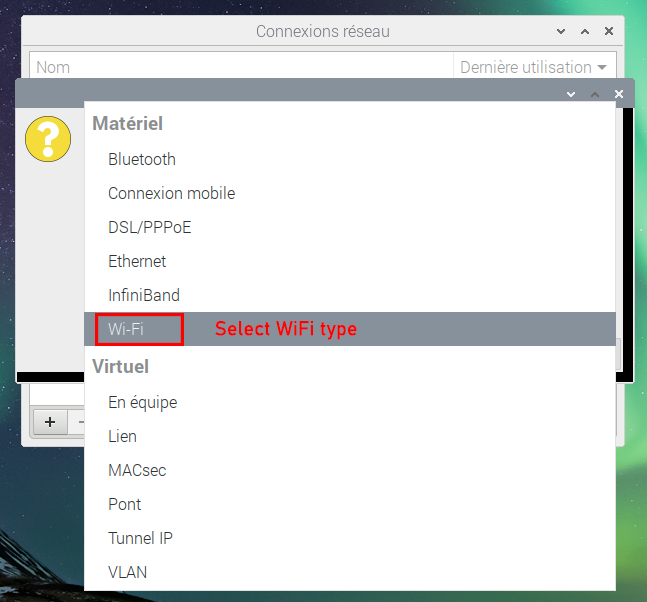 Connexions réseau
Nom
Dernière utilisation
Matériel
Bluetooth
Connexion mobile
DSL/PPPoE
Ethernet
InfiniBand
Wi-Fi
Select WiFi type
Virtuel
En équipe
Lien
MACsec
Pont
Tunnel IP
VLAN